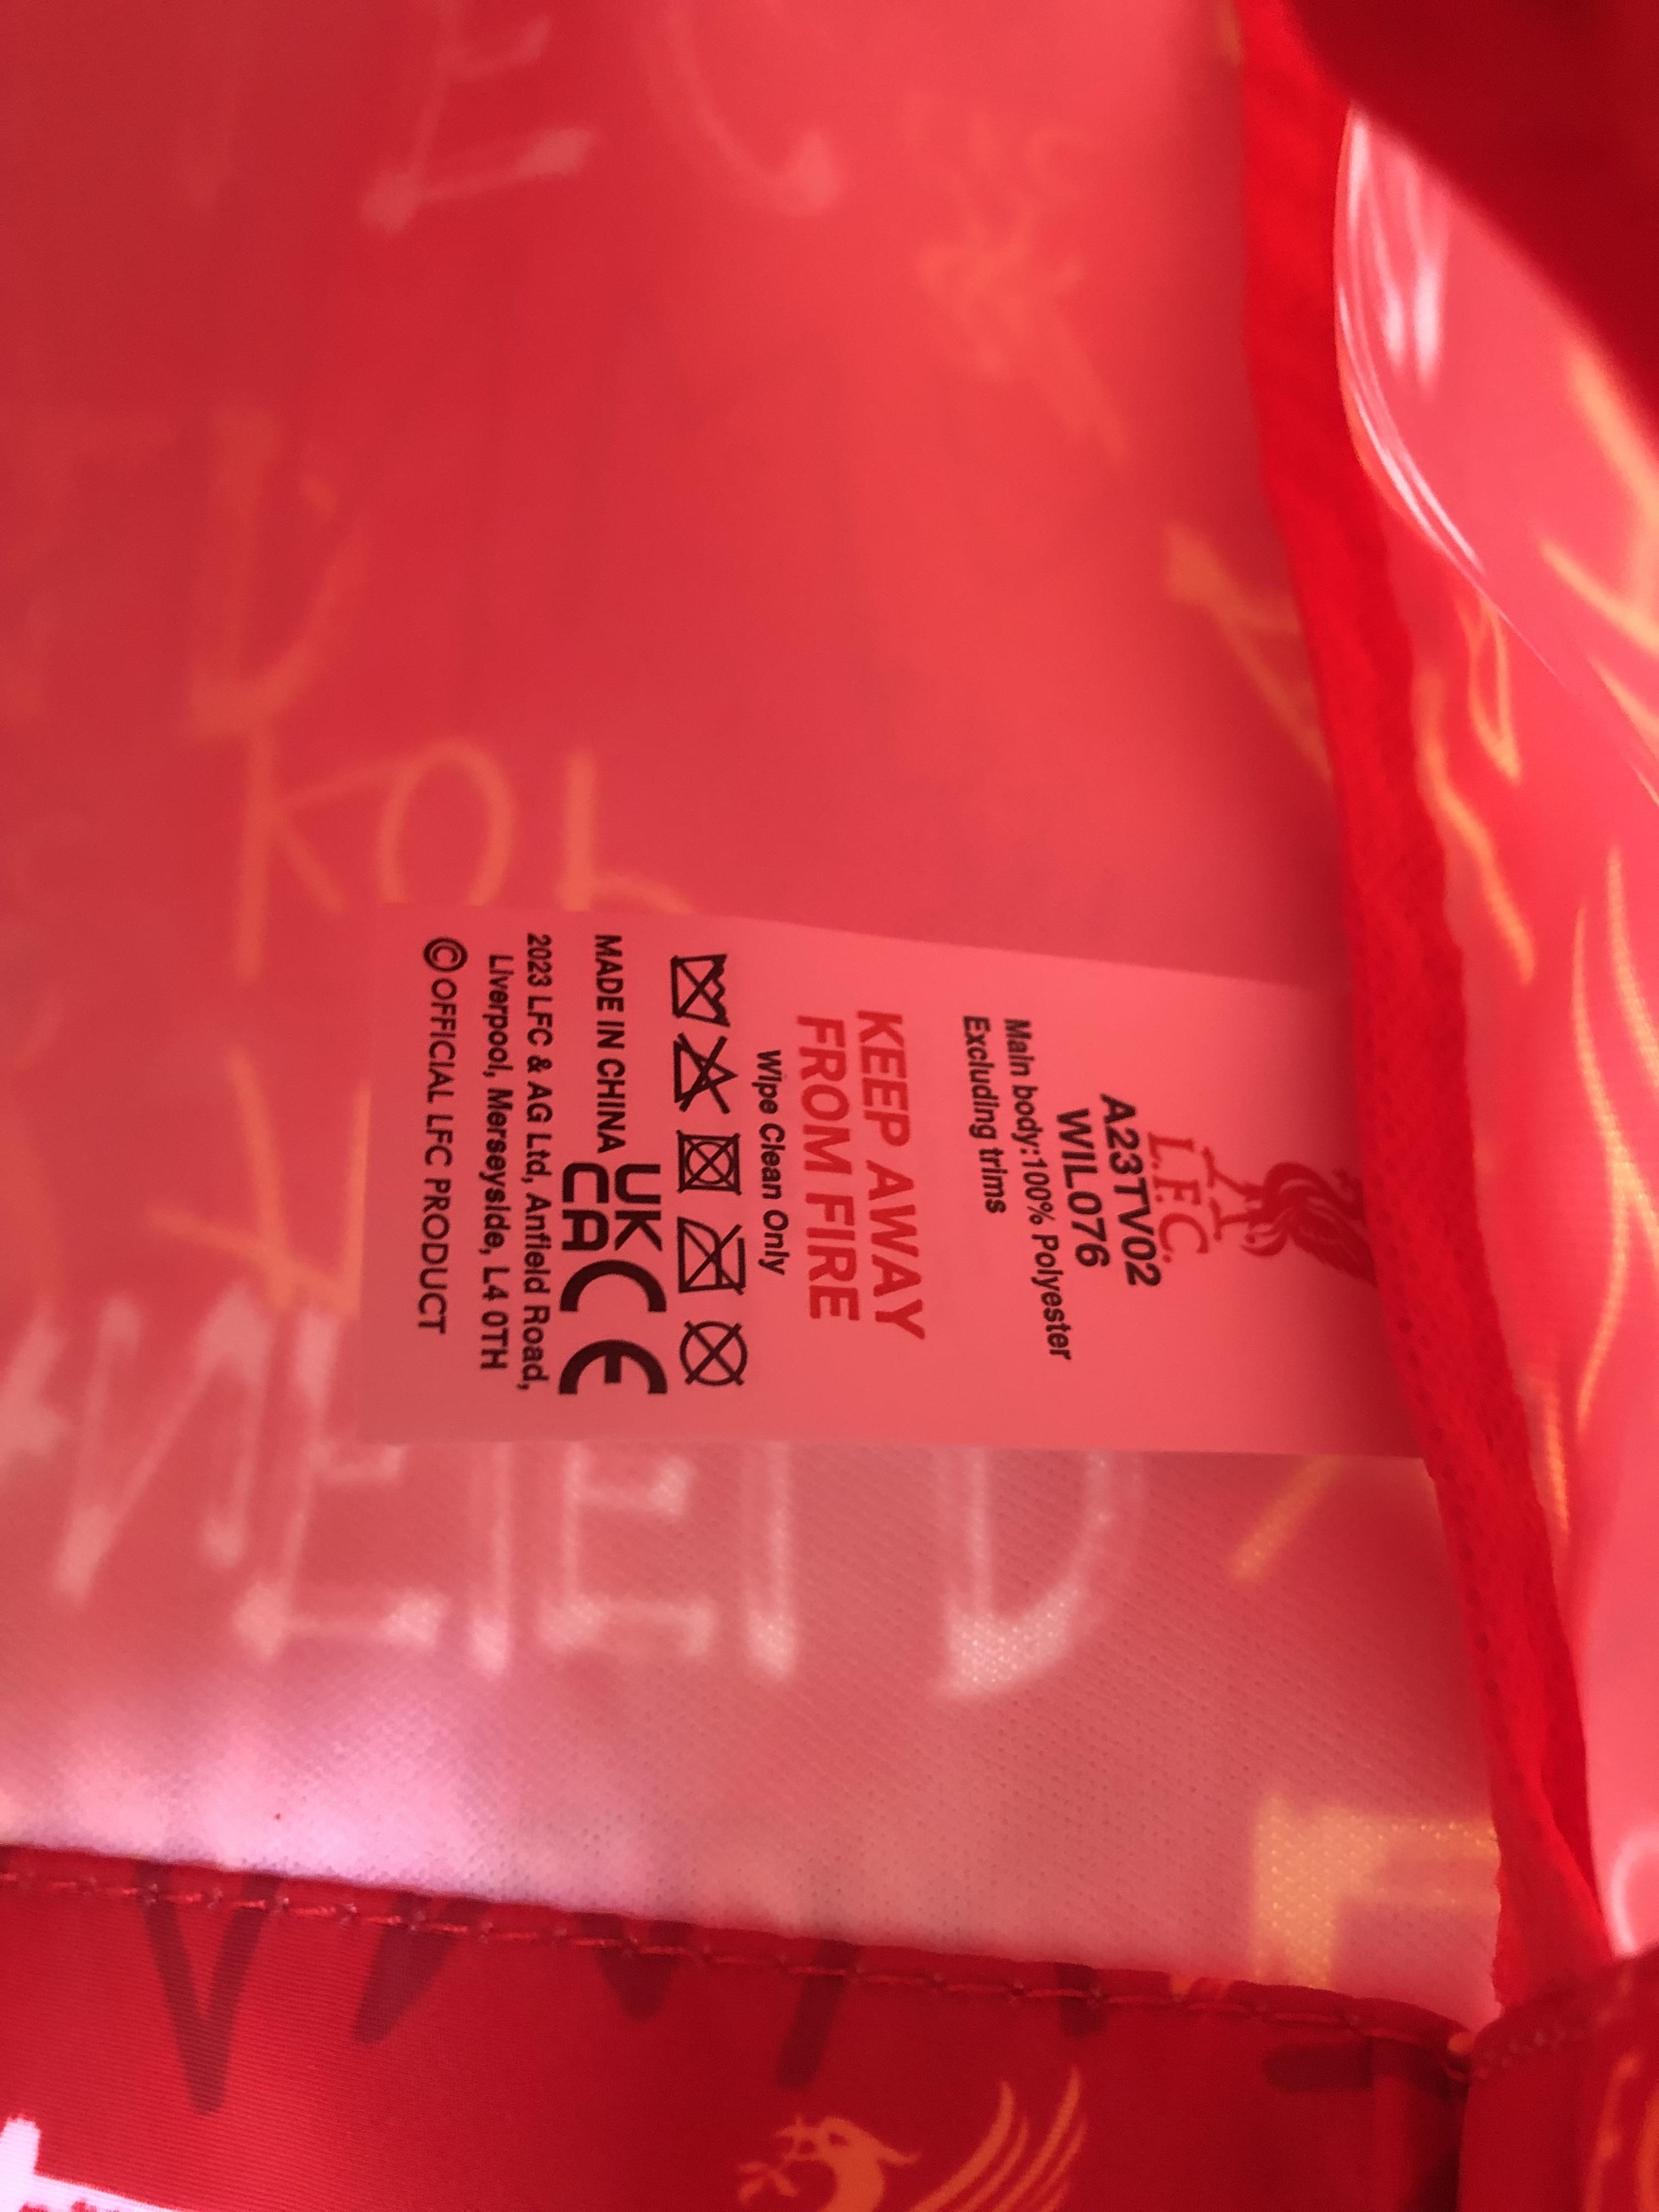 L.F.C.
A23TV02
WIL076
Main body:100% Polyester
Excluding trims
KEEP AWAY
FROM FIRE
Wipe Clean Only
MADE IN CHINA UK CA CE
2023 LFC & AG Ltd, Anfield Road,
Liverpool, Merseyside, L4 0TH
©OFFICIAL LFC PRODUCT